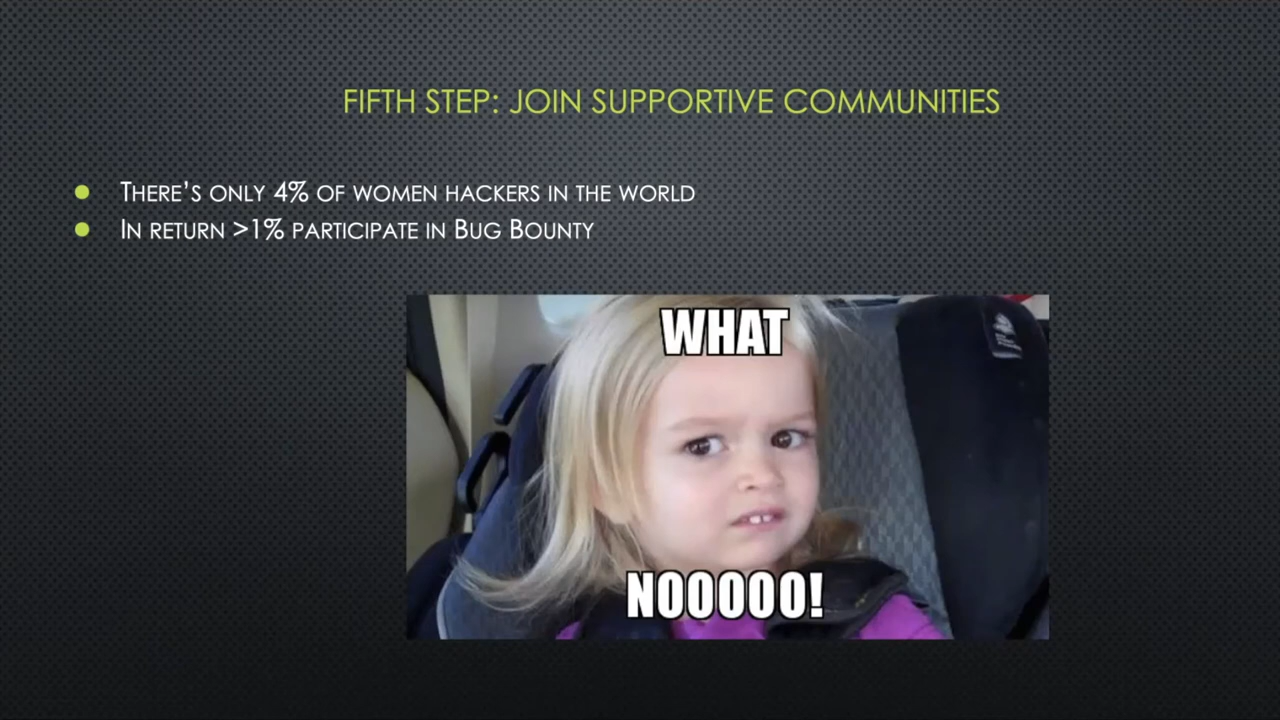 FIFTH STEP: JOIN SUPPORTIVE COMMUNITIES
THERE'S ONLY 4% OF WOMEN HACKERS IN THE WORLD
IN RETURN >1% PARTICIPATE IN BUG BOUNTY
WHAT
NOOOOO!